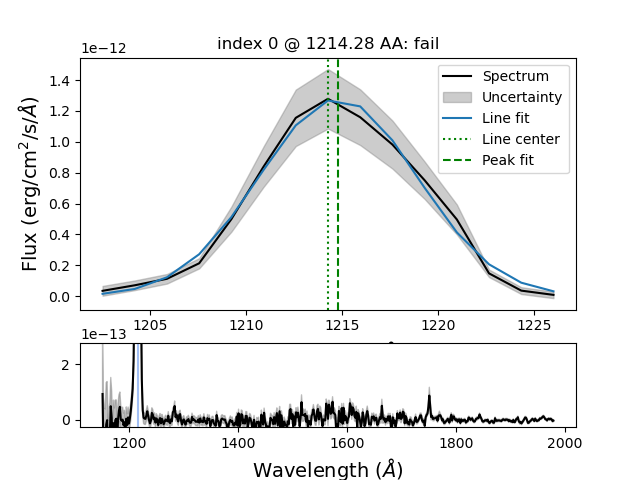 index 0 @ 1214.28 AA: fail
1e−12
Flux (erg/cm²/s/Å)
1.4
1.2
1.0
0.8
0.6
0.4
0.2
0.0
Spectrum
Uncertainty
Line fit
Line center
Peak fit
1205 1210 1215 1220 1225
1e−13
2
0
1200 1400 1600 1800 2000
Wavelength (Å)